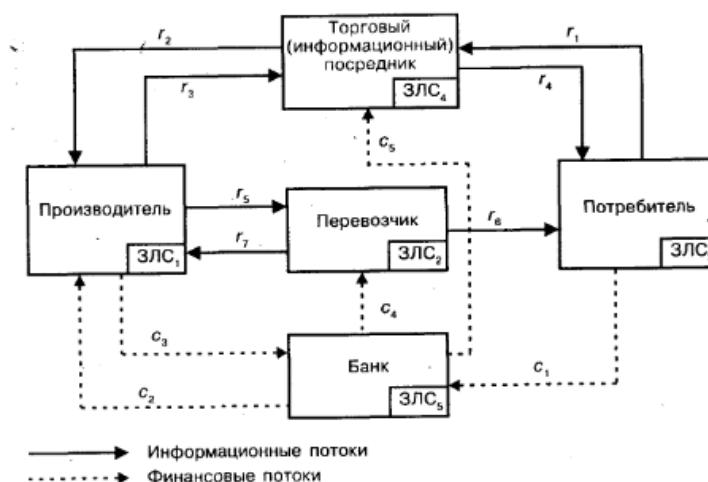 r₂
Торговый
(информационный)
посредник
r₁
r₃
ЗЛС₄
r₄
c₅
Производитель
r₅
Перевозчик
r₆
Потребитель
ЗЛС₁
r₇
ЗЛС₂
ЗЛС
c₃
c₄
Банк
c₂
c₁
ЗЛС₅
Информационные потоки
Финансовые потоки